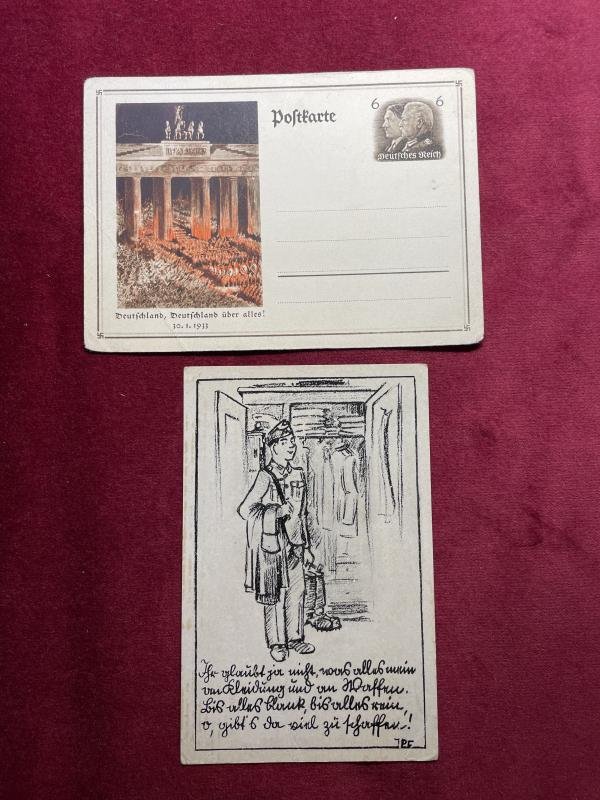 Postkarte
6 6
Deutsches Reich
Deutschland, Deutschland über alles!
30.1.1933
Ihr glaubt ja nicht, was alles mein
an Kleidung und an Waffen.
Bis alles blank, bis alles rein,
o, gibt's da viel zu schaffen!